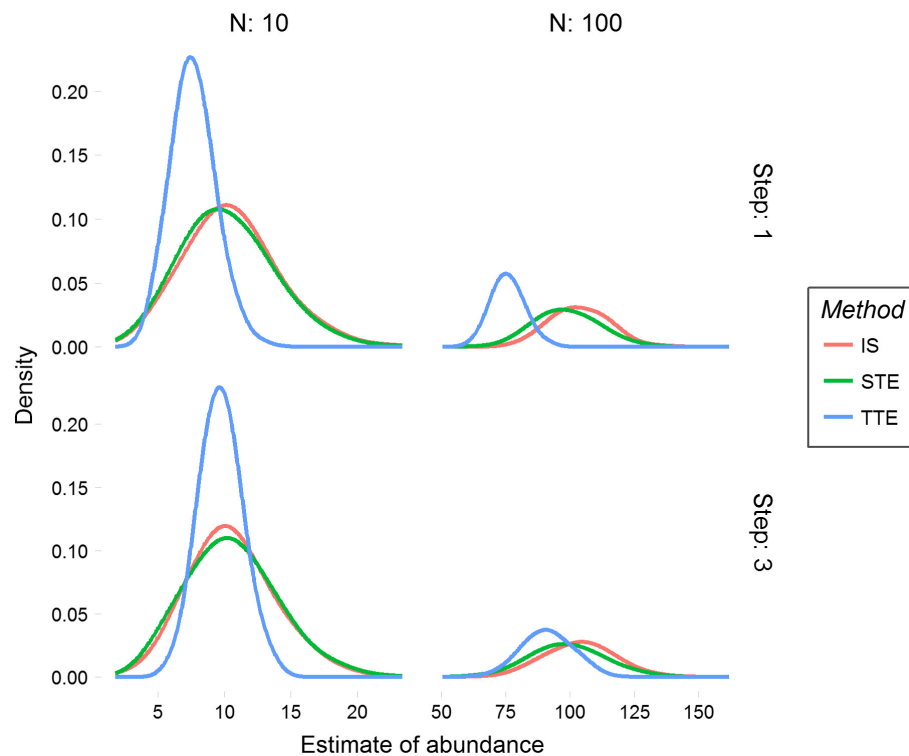 N: 10
N: 100
0.20
0.15
0.10
0.05
0.00
Step: 1
Density
0.20
0.15
0.10
0.05
0.00
Step: 3
5
10
15
20
50
75
100
125
150
Estimate of abundance
Method
IS
STE
TTE